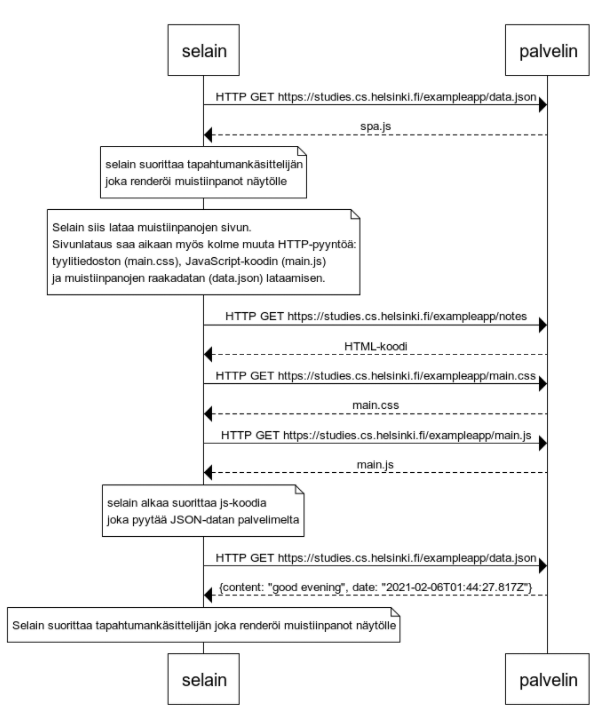 selain palvelin
HTTP GET https://studies.cs.helsinki.fi/exampleapp/data.json
spa.js
selain suorittaa tapahtumankäsittelijän
joka renderöi muistiinpanot näytölle
Selain siis lataa muistiinpanojen sivun.
Sivunlataus saa aikaan myös kolme muuta HTTP-pyyntöä:
tyylitiedoston (main.css), JavaScript-koodin (main.js)
ja muistiinpanojen raakadatan (data.json) lataamisen.
HTTP GET https://studies.cs.helsinki.fi/exampleapp/notes
HTML-koodi
HTTP GET https://studies.cs.helsinki.fi/exampleapp/main.css
main.css
HTTP GET https://studies.cs.helsinki.fi/exampleapp/main.js
main.js
selain alkaa suorittaa js-koodia
joka pyytää JSON-datan palvelimelta
HTTP GET https://studies.cs.helsinki.fi/exampleapp/data.json
{content: "good evening", date: "2021-02-06T01:44:27.817Z"}
Selain suorittaa tapahtumankäsittelijän joka renderöi muistiinpanot näytölle
selain palvelin